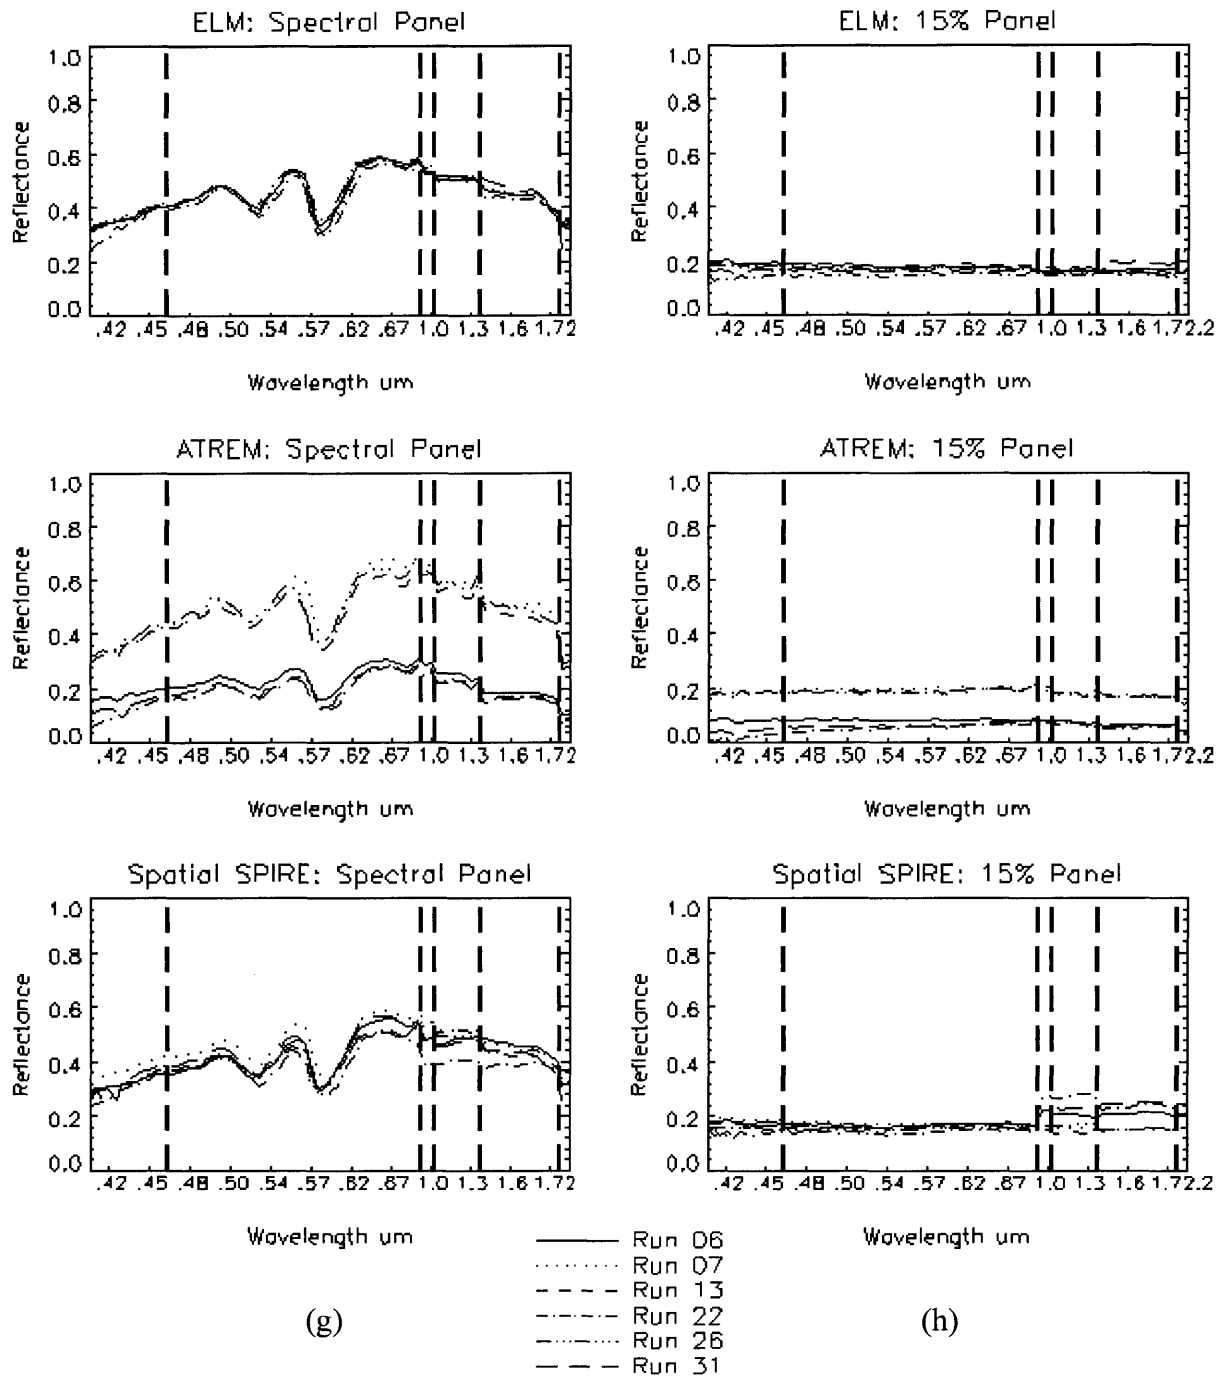 ELM: Spectral Panel
1.0
0.8
0.6
0.4
0.2
0.0
Reflectance
.42 .45 .48 .50 .54 .57 .62 .67 1.0 1.3 1.6 1.72
Wavelength um
ELM: 15% Panel
1.0
0.8
0.6
0.4
0.2
0.0
Reflectance
.42 .45 .48 .50 .54 .57 .62 .67 1.0 1.3 1.6 1.72.2
Wavelength um
ATREM: Spectral Panel
1.0
0.8
0.6
0.4
0.2
0.0
Reflectance
.42 .45 .48 .50 .54 .57 .62 .67 1.0 1.3 1.6 1.72
Wavelength um
ATREM: 15% Panel
1.0
0.8
0.6
0.4
0.2
0.0
Reflectance
.42 .45 .48 .50 .54 .57 .62 .67 1.0 1.3 1.6 1.72.2
Wavelength um
Spatial SPIRE: Spectral Panel
1.0
0.8
0.6
0.4
0.2
0.0
Reflectance
.42 .45 .48 .50 .54 .57 .62 .67 1.0 1.3 1.6 1.72
Wavelength um
Spatial SPIRE: 15% Panel
1.0
0.8
0.6
0.4
0.2
0.0
Reflectance
.42 .45 .48 .50 .54 .57 .62 .67 1.0 1.3 1.6 1.72.2
Wavelength um
Run 06
Run 07
Run 13
Run 22
Run 26
Run 31
(g)
(h)